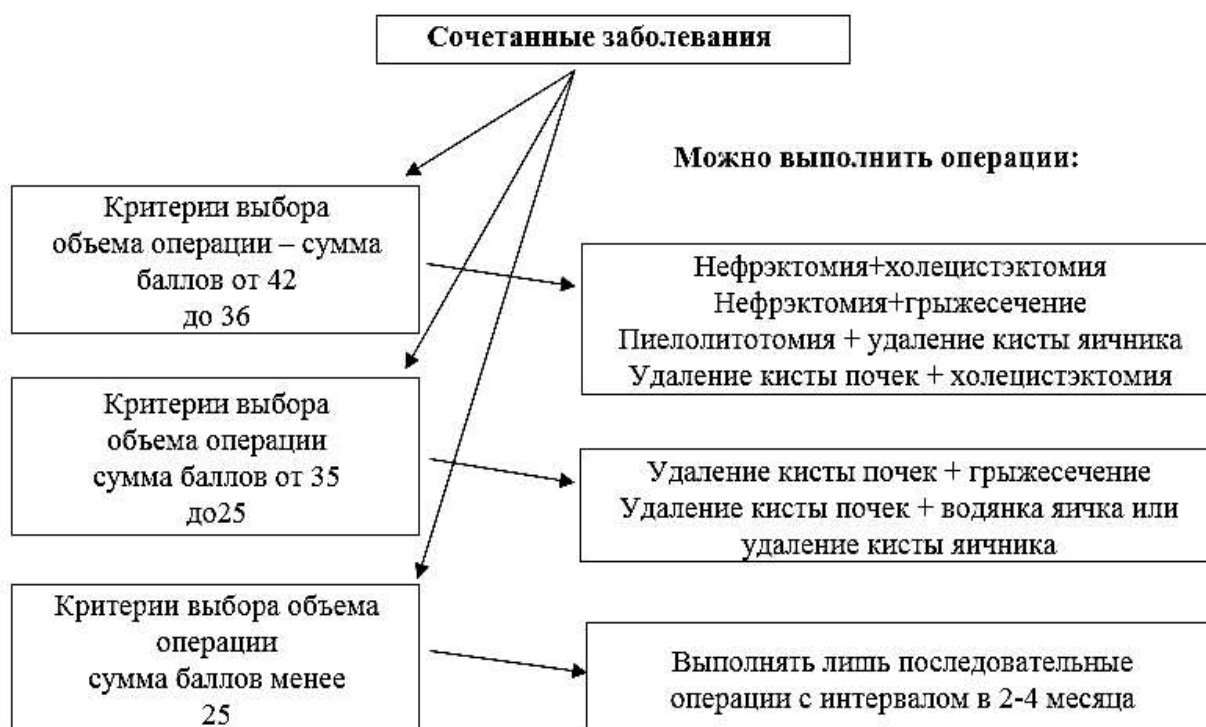 Сочетанные заболевания
Можно выполнить операции:
Критерии выбора
объема операции – сумма
баллов от 42
до 36
Нефрэктомия+холецистэктомия
Нефрэктомия+грыжесечение
Пиелолитотомия + удаление кисты яичника
Удаление кисты почек + холецистэктомия
Критерии выбора
объема операции
сумма баллов от 35
до25
Удаление кисты почек + грыжесечение
Удаление кисты почек + водянка яичка или
удаление кисты яичника
Критерии выбора объема
операции
сумма баллов менее
25
Выполнять лишь последовательные
операции с интервалом в 2-4 месяца